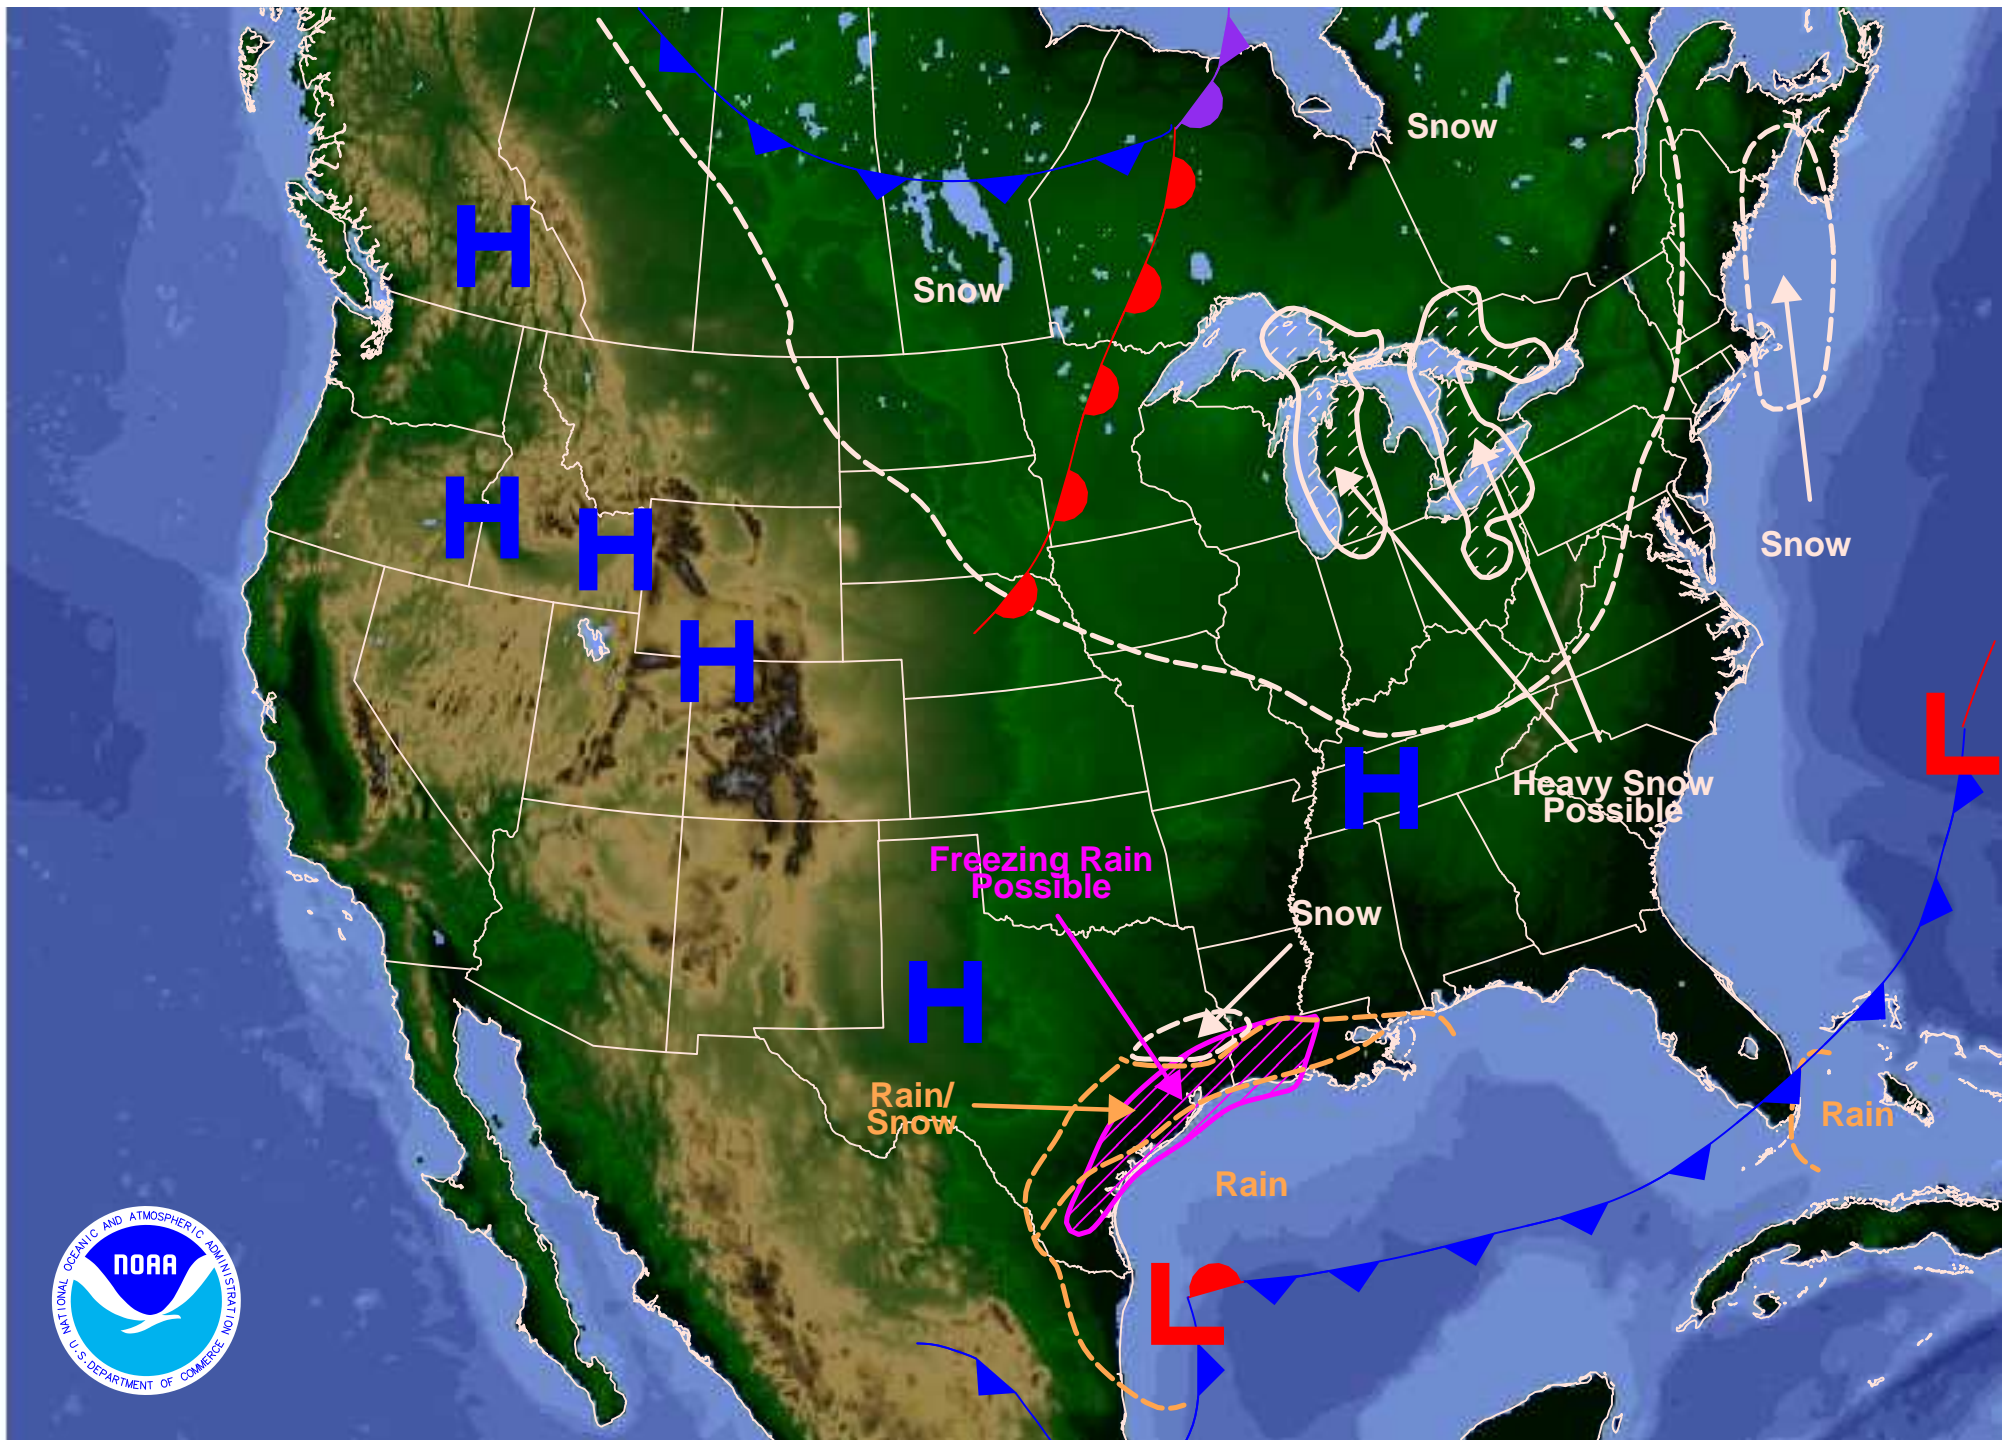 Snow
H
Snow
H
H
Snow
H
L
H
Heavy Snow
Possible
Freezing Rain
Possible
Snow
H
Rain/
Snow
Rain
Rain
L
NATIONAL OCEANIC AND ATMOSPHERIC ADMINISTRATION
NOAA
U.S. DEPARTMENT OF COMMERCE